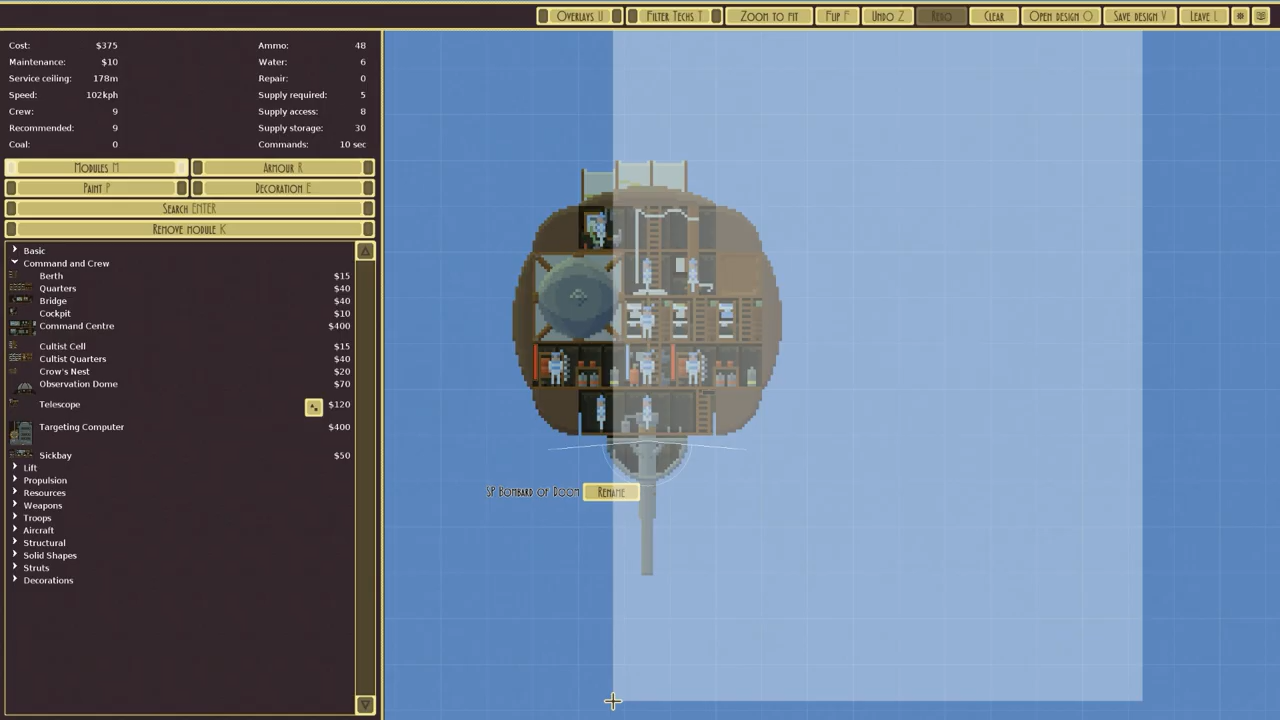 Overlays U
Filter Techs T
Zoom to fit
Flip F
Undo Z
Redo
Clear
Open design O
Save design V
Leave L
Cost: $375
Maintenance: $10
Service ceiling: 178m
Speed: 102kph
Crew: 9
Recommended: 9
Coal: 0
Ammo: 48
Water: 6
Repair: 0
Supply required: 5
Supply access: 8
Supply storage: 30
Commands: 10 sec
Modules M
Armour R
Paint P
Decoration E
Search ENTER
Remove module K
Basic
Command and Crew
Berth $15
Quarters $40
Bridge $40
Cockpit $10
Command Centre $400
Cultist Cell $15
Cultist Quarters $40
Crow's Nest $20
Observation Dome $70
Telescope $120
Targeting Computer $400
Sickbay $50
Lift
Propulsion
Resources
Weapons
Troops
Aircraft
Structural
Solid Shapes
Struts
Decorations
SP Bombard of Doom
Rename